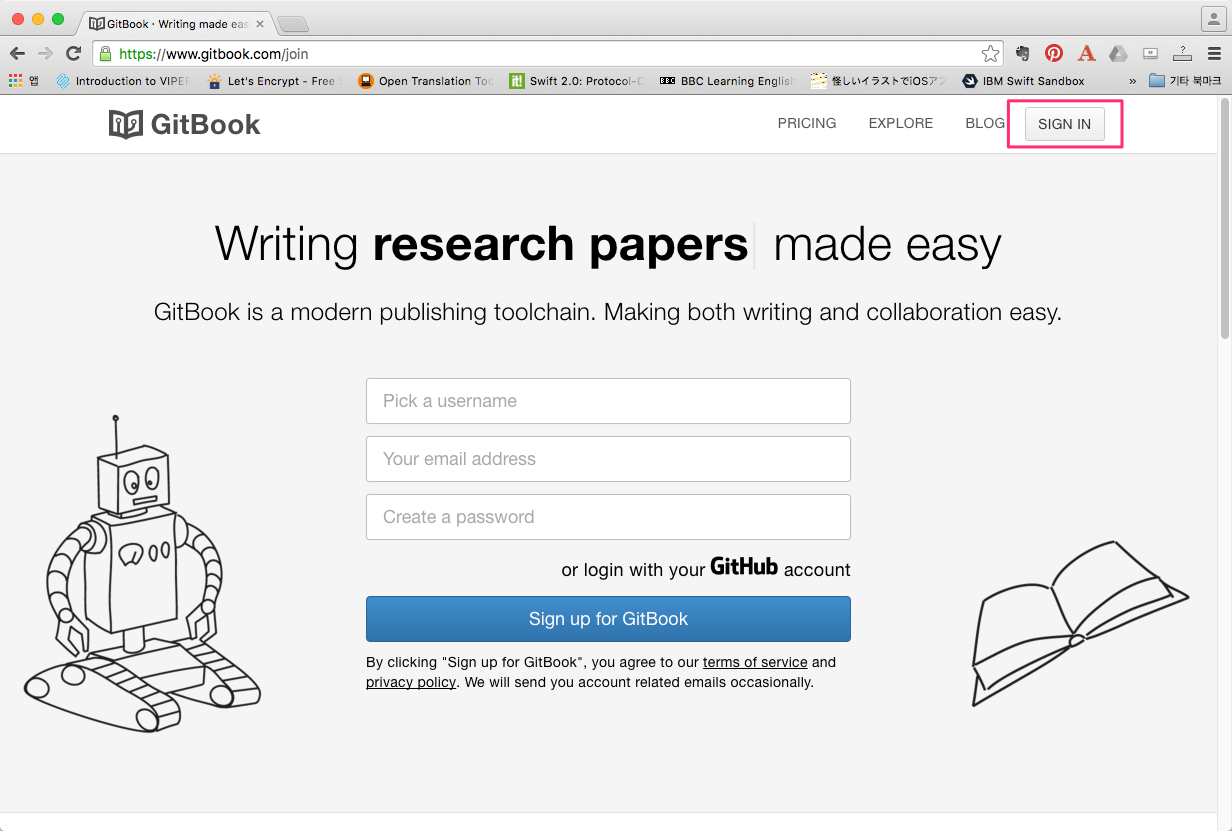 GitBook · Writing made eas
https://www.gitbook.com/join
앱 Introduction to VIPER Let's Encrypt - Free Open Translation Too Swift 2.0: Protocol-O BBC BBC Learning English 怪しいイラストでiOSアプ IBM Swift Sandbox » 기타 북마크
GitBook PRICING EXPLORE BLOG SIGN IN
Writing research papers made easy
GitBook is a modern publishing toolchain. Making both writing and collaboration easy.
Pick a username
Your email address
Create a password
or login with your GitHub account
Sign up for GitBook
By clicking "Sign up for GitBook", you agree to our terms of service and
privacy policy. We will send you account related emails occasionally.